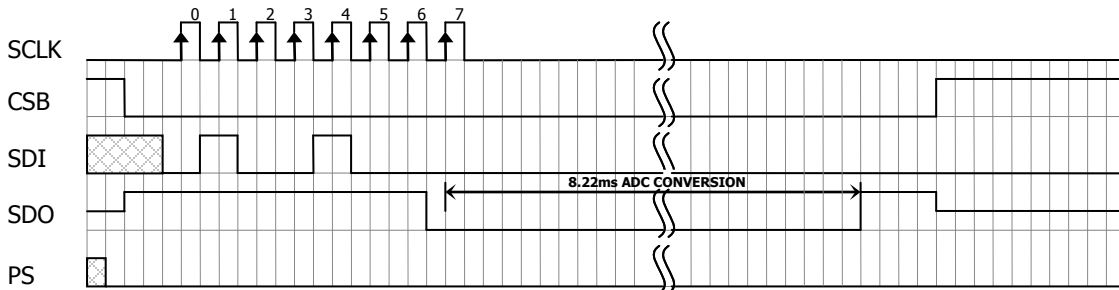 0 1 2 3 4 5 6 7
SCLK
CSB
SDI
8.22ms ADC CONVERSION
SDO
PS